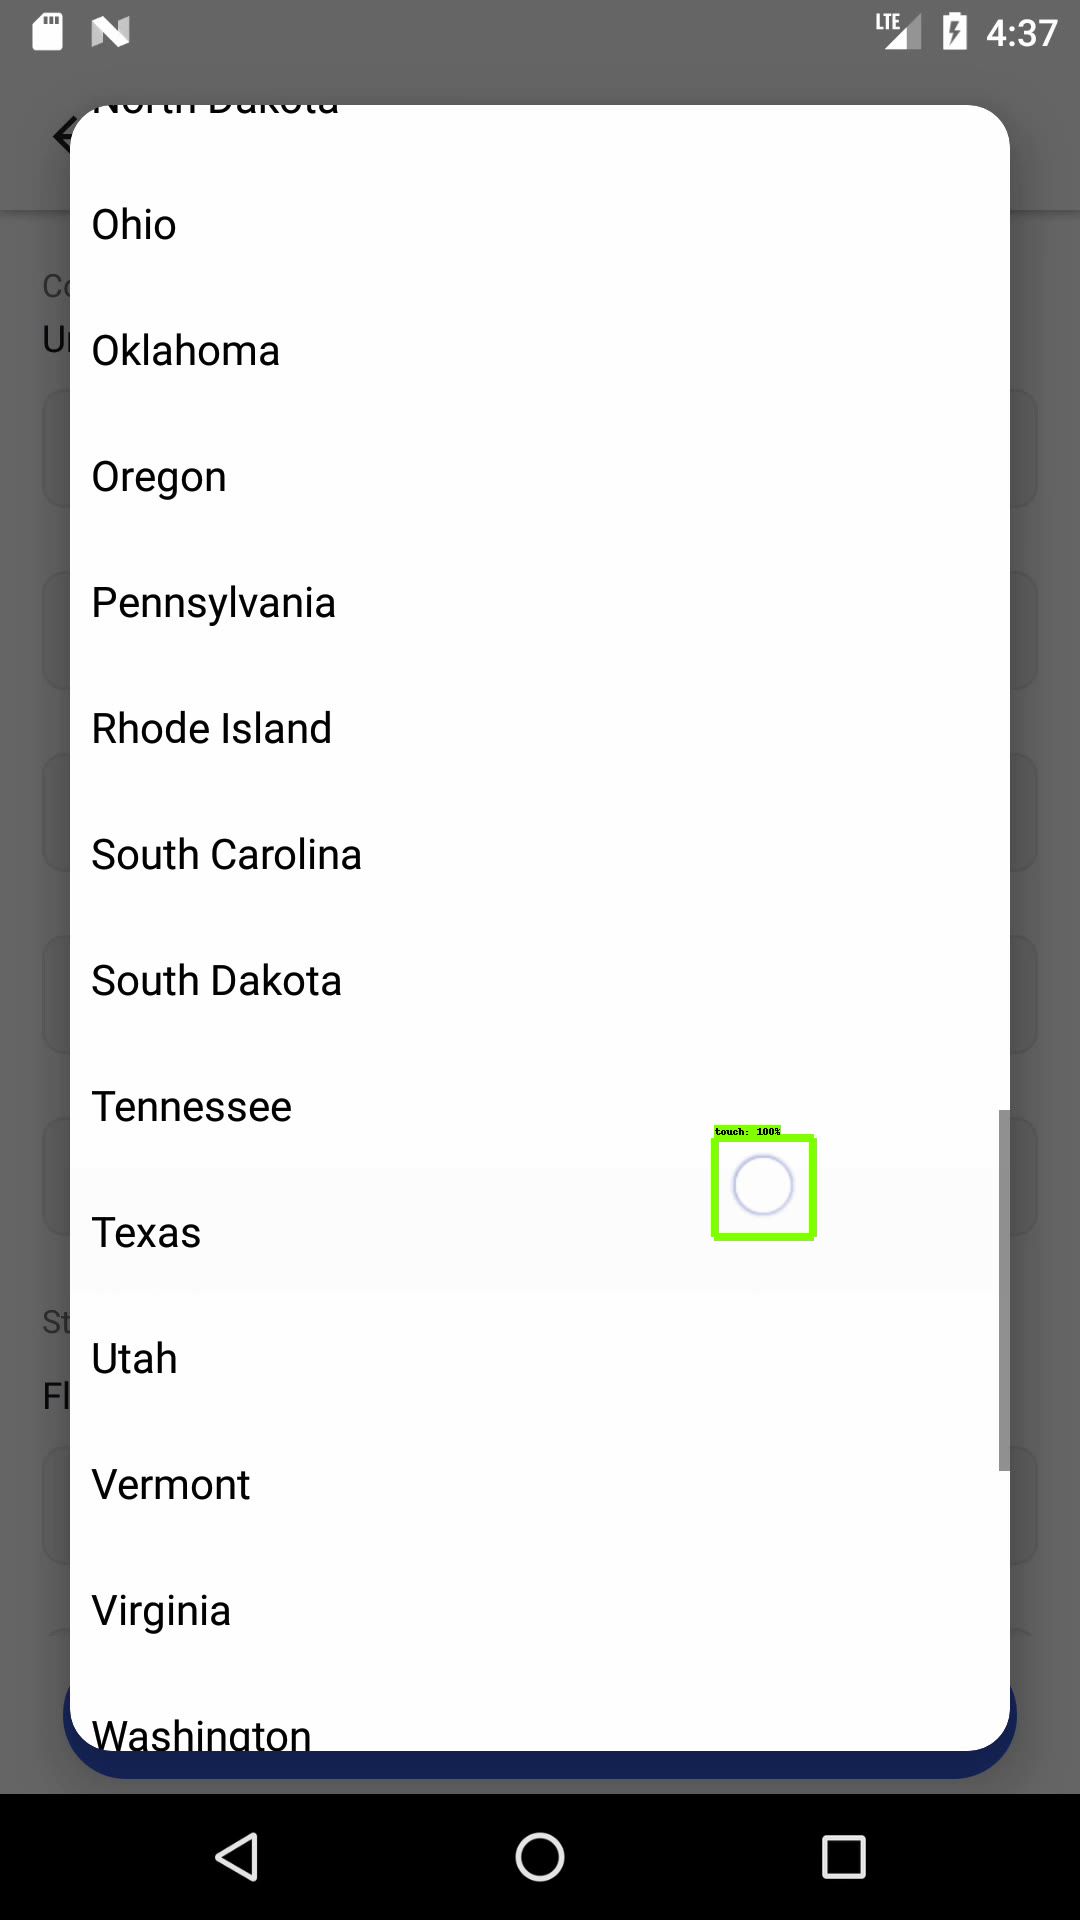 LTE 4:37
North Dakota
Ohio
Co
Un
Oklahoma
Oregon
Pennsylvania
Rhode Island
South Carolina
South Dakota
Tennessee
touch: 100%
Texas
St
Utah
Fl
Vermont
Virginia
Washington